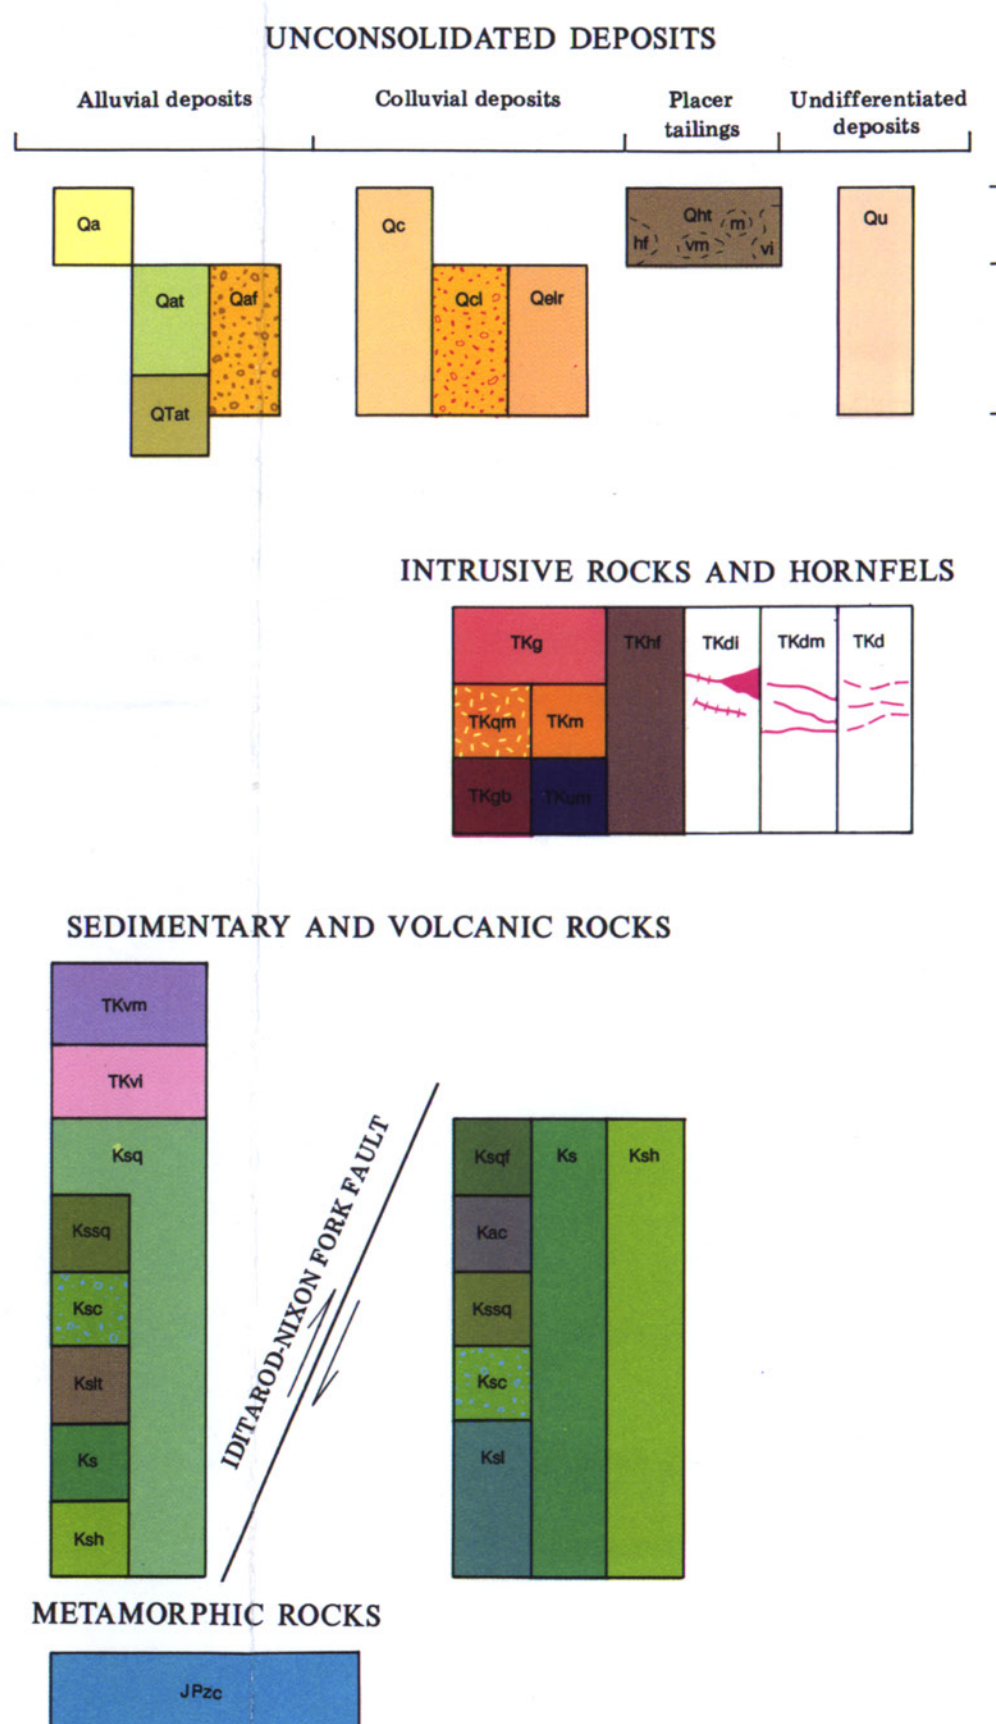 UNCONSOLIDATED DEPOSITS
Alluvial deposits
Colluvial deposits
Placer
tailings
Undifferentiated
deposits
Qa
Qat
Qaf
QTat
Qc
Qcl
Qelr
Qht
m
hf
vm
vi
Qu
INTRUSIVE ROCKS AND HORNFELS
TKg
TKhf
TKdi
TKdm
TKd
TKqm
TKm
TKgb
TKum
SEDIMENTARY AND VOLCANIC ROCKS
TKvm
TKvi
Ksq
Kssq
Ksc
Kslt
Ks
Ksh
IDITAROD-NIXON FORK FAULT
Ksqf
Ks
Ksh
Kac
Kssq
Ksc
Ksl
METAMORPHIC ROCKS
JPzc